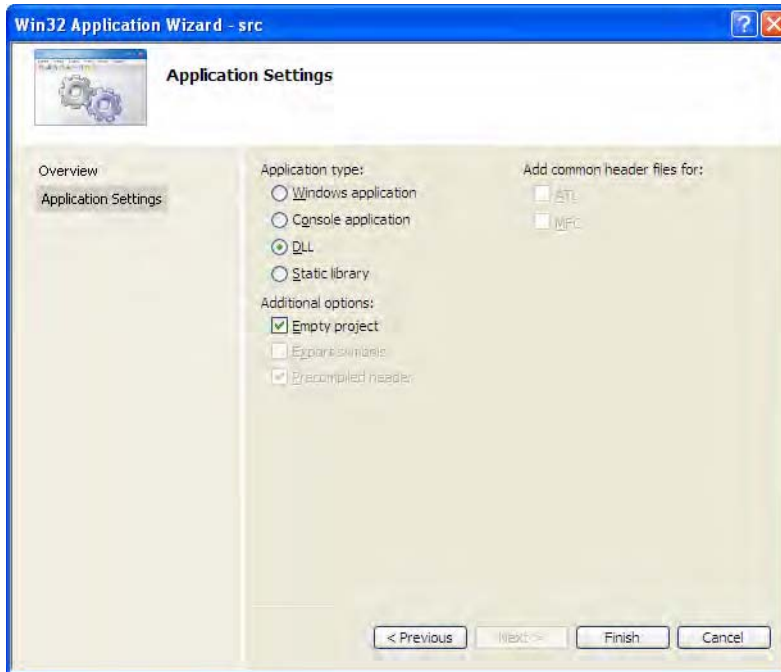 Win32 Application Wizard - src
Application Settings
Overview
Application Settings
Application type:
Windows application
Console application
DLL
Static library
Additional options:
Empty project
Export symbols
Precompiled header
Add common header files for:
ATL
MFC
< Previous
Next >
Finish
Cancel